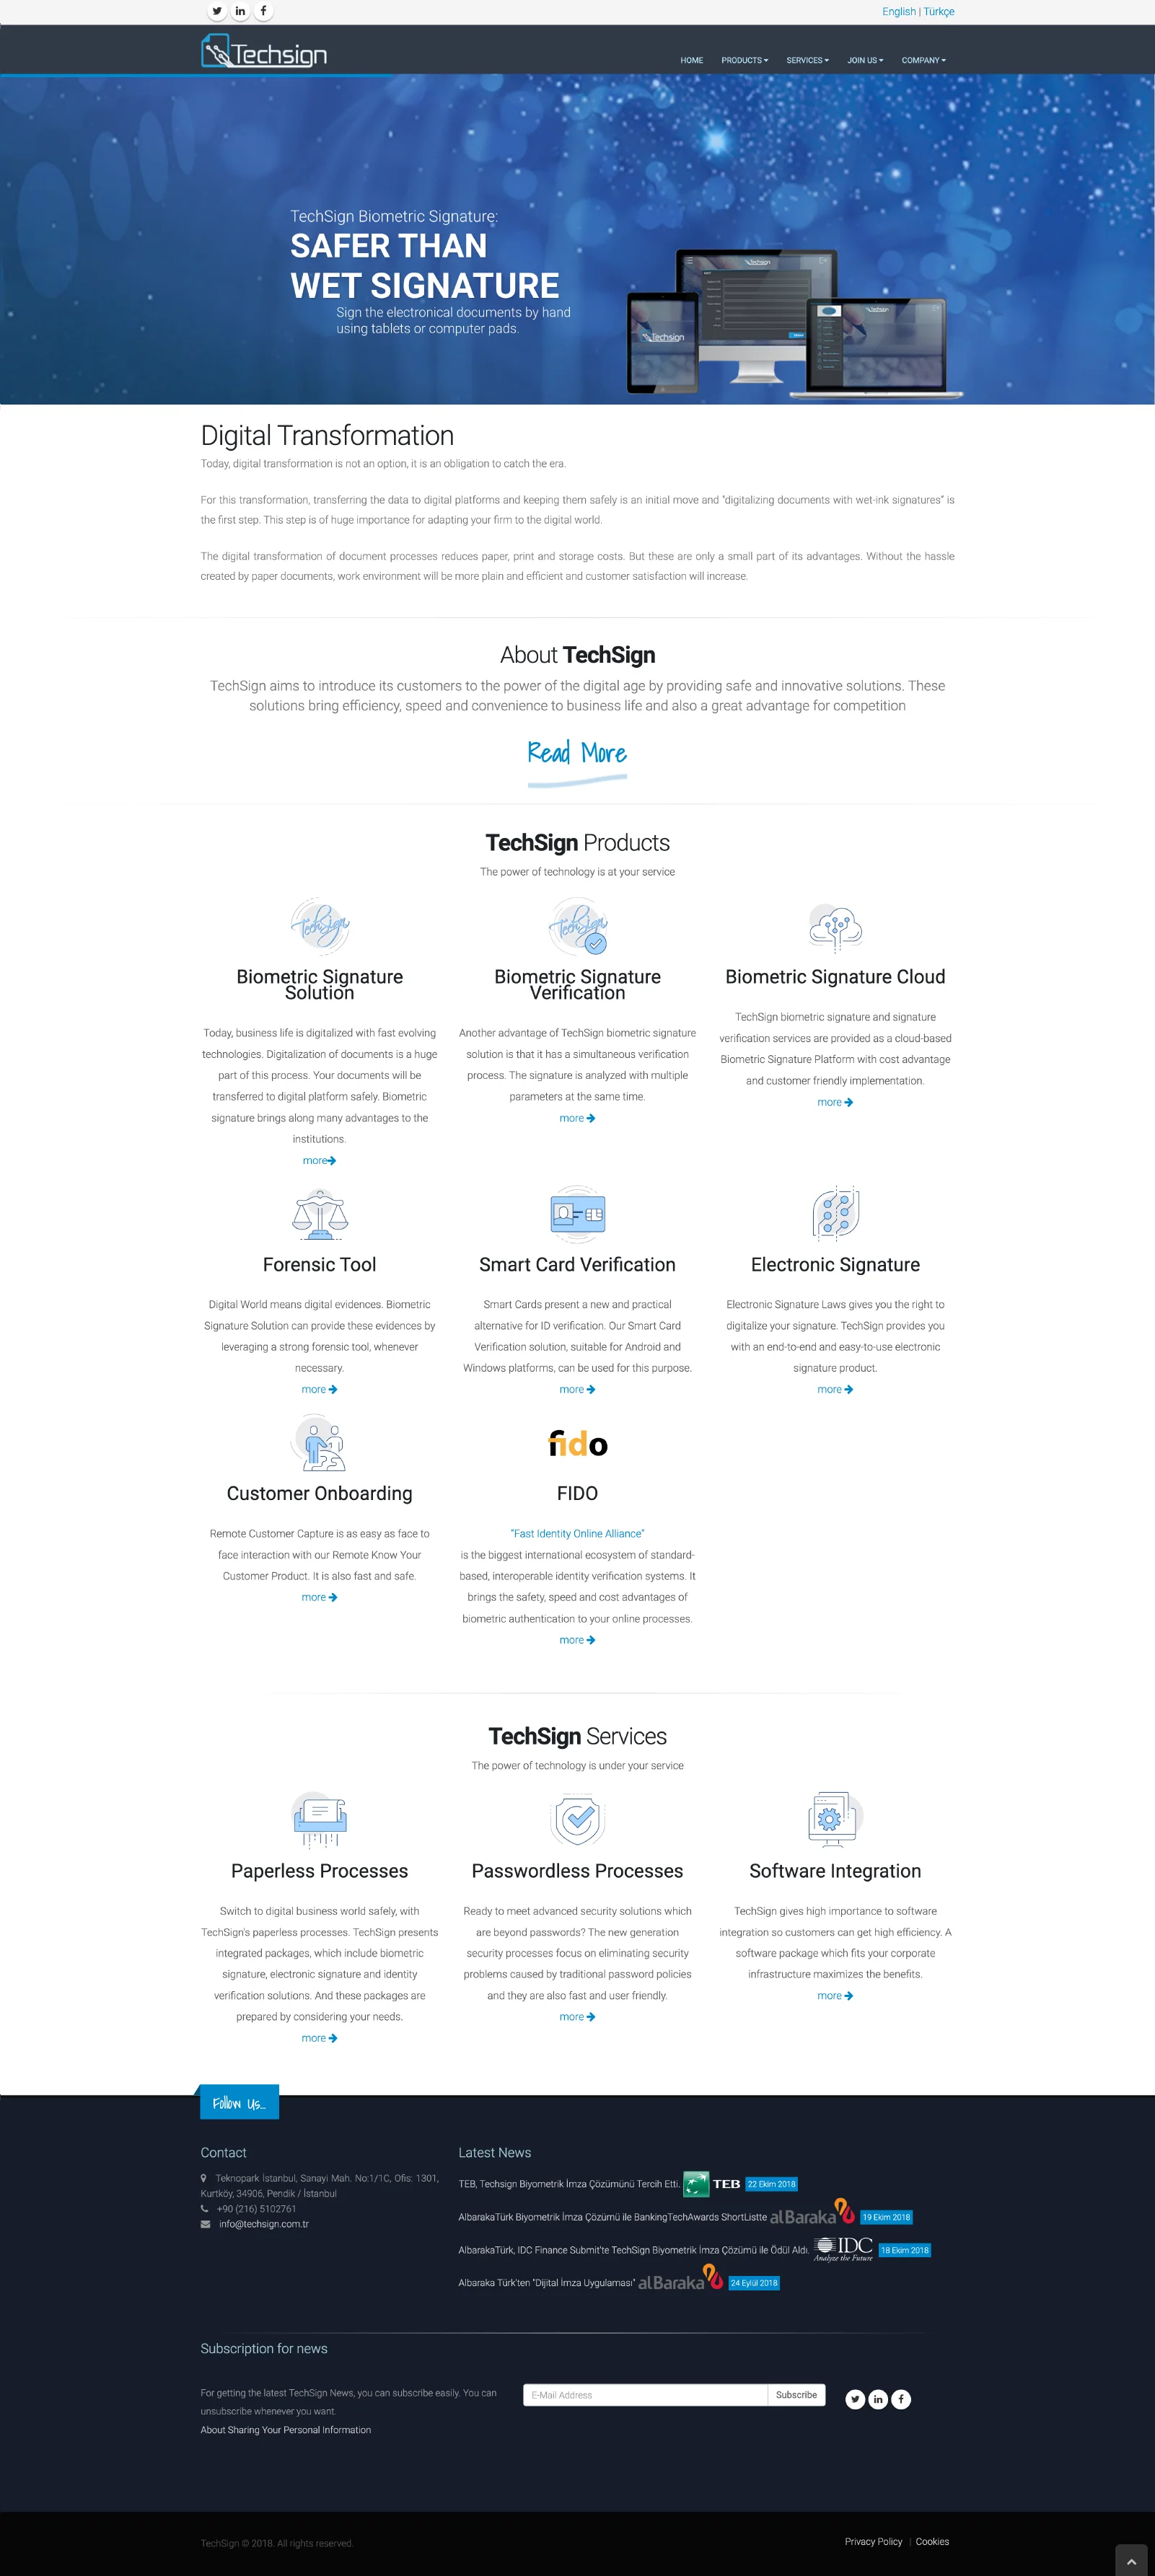 English | Türkçe
Techsign
HOME PRODUCTS SERVICES JOIN US COMPANY
TechSign Biometric Signature:
SAFER THAN
WET SIGNATURE
Sign the electronical documents by hand
using tablets or computer pads.
Techsign
Techsign
Techsign
Digital Transformation
Today, digital transformation is not an option, it is an obligation to catch the era.
For this transformation, transferring the data to digital platforms and keeping them safely is an initial move and "digitalizing documents with wet-ink signatures" is
the first step. This step is of huge importance for adapting your firm to the digital world.
The digital transformation of document processes reduces paper, print and storage costs. But these are only a small part of its advantages. Without the hassle
created by paper documents, work environment will be more plain and efficient and customer satisfaction will increase.
About TechSign
TechSign aims to introduce its customers to the power of the digital age by providing safe and innovative solutions. These
solutions bring efficiency, speed and convenience to business life and also a great advantage for competition
Read More
TechSign Products
The power of technology is at your service
TechSign
Biometric Signature
Solution
Today, business life is digitalized with fast evolving
technologies. Digitalization of documents is a huge
part of this process. Your documents will be
transferred to digital platform safely. Biometric
signature brings along many advantages to the
institutions.
more
TechSign
Biometric Signature
Verification
Another advantage of TechSign biometric signature
solution is that it has a simultaneous verification
process. The signature is analyzed with multiple
parameters at the same time.
more
Biometric Signature Cloud
TechSign biometric signature and signature
verification services are provided as a cloud-based
Biometric Signature Platform with cost advantage
and customer friendly implementation.
more
Forensic Tool
Digital World means digital evidences. Biometric
Signature Solution can provide these evidences by
leveraging a strong forensic tool, whenever
necessary.
more
Smart Card Verification
Smart Cards present a new and practical
alternative for ID verification. Our Smart Card
Verification solution, suitable for Android and
Windows platforms, can be used for this purpose.
more
Electronic Signature
Electronic Signature Laws gives you the right to
digitalize your signature. TechSign provides you
with an end-to-end and easy-to-use electronic
signature product.
more
Customer Onboarding
Remote Customer Capture is as easy as face to
face interaction with our Remote Know Your
Customer Product. It is also fast and safe.
more
fido
FIDO
"Fast Identity Online Alliance"
is the biggest international ecosystem of standard-
based, interoperable identity verification systems. It
brings the safety, speed and cost advantages of
biometric authentication to your online processes.
more
TechSign Services
The power of technology is under your service
Paperless Processes
Switch to digital business world safely, with
TechSign's paperless processes. TechSign presents
integrated packages, which include biometric
signature, electronic signature and identity
verification solutions. And these packages are
prepared by considering your needs.
more
Passwordless Processes
Ready to meet advanced security solutions which
are beyond passwords? The new generation
security processes focus on eliminating security
problems caused by traditional password policies
and they are also fast and user friendly.
more
Software Integration
TechSign gives high importance to software
integration so customers can get high efficiency. A
software package which fits your corporate
infrastructure maximizes the benefits.
more
Follow Us...
Contact
Teknopark İstanbul, Sanayi Mah. No:1/1C, Ofis: 1301,
Kurtköy, 34906, Pendik / İstanbul
+90 (216) 5102761
info@techsign.com.tr
Latest News
TEB, Techsign Biyometrik İmza Çözümünü Tercih Etti. TEB 22 Ekim 2018
AlbarakaTürk Biyometrik İmza Çözümü ile BankingTechAwards ShortListte alBaraka 19 Ekim 2018
AlbarakaTürk, IDC Finance Submit'te TechSign Biyometrik İmza Çözümü ile Ödül Aldı. IDC Analyze the Future 18 Ekim 2018
Albaraka Türk'ten "Dijital İmza Uygulaması" alBaraka 24 Eylül 2018
Subscription for news
For getting the latest TechSign News, you can subscribe easily. You can
unsubscribe whenever you want.
About Sharing Your Personal Information
E-Mail Address Subscribe
TechSign © 2018. All rights reserved.
Privacy Policy | Cookies